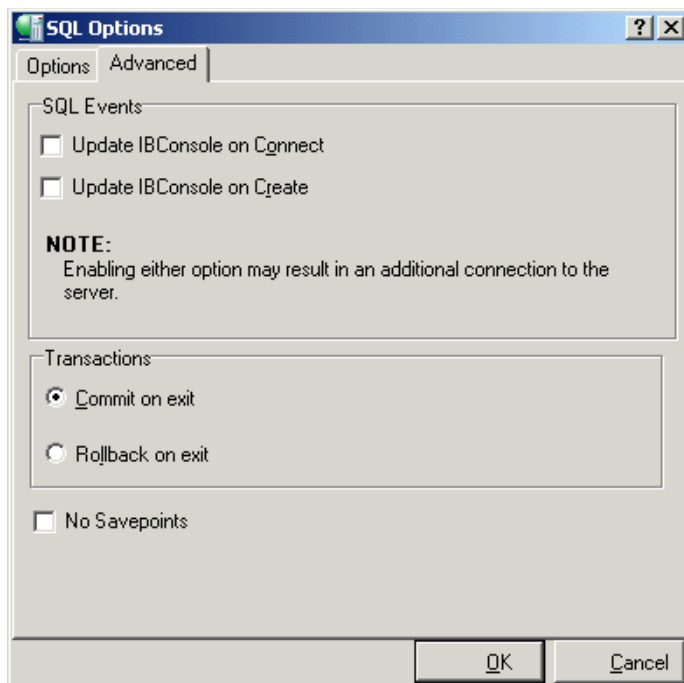 SQL Options
Options Advanced
SQL Events
Update IBConsole on Connect
Update IBConsole on Create
NOTE:
Enabling either option may result in an additional connection to the
server.
Transactions
Commit on exit
Rollback on exit
No Savepoints
OK Cancel